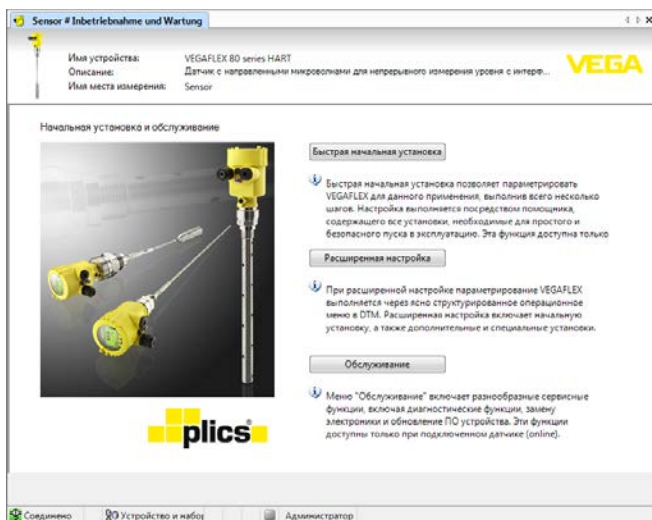 Sensor # Inbetriebnahme und Wartung
Имя устройства: VEGAFLEX 80 series HART
Описание: Датчик с направленными микроволнами для непрерывного измерения уровня с интерф...
Имя места измерения: Sensor
VEGA
Начальная установка и обслуживание
Быстрая начальная установка
Быстрая начальная установка позволяет параметрировать
VEGAFLEX для данного применения, выполнив всего несколько
шагов. Настройка выполняется посредством помощника,
содержащего все установки, необходимые для простого и
безопасного пуска в эксплуатацию. Эта функция доступна только
Расширенная настройка
При расширенной настройке параметрирование VEGAFLEX
выполняется через ясно структурированное операционное
меню в DTM. Расширенная настройка включает начальную
установку, а также дополнительные и специальные установки.
Обслуживание
Меню "Обслуживание" включает разнообразные сервисные
функции, включая диагностические функции, замену
электроники и обновление ПО устройства. Эти функции
доступны только при подключенном датчике (online).
plics®
Соединено Устройство и набор Администратор